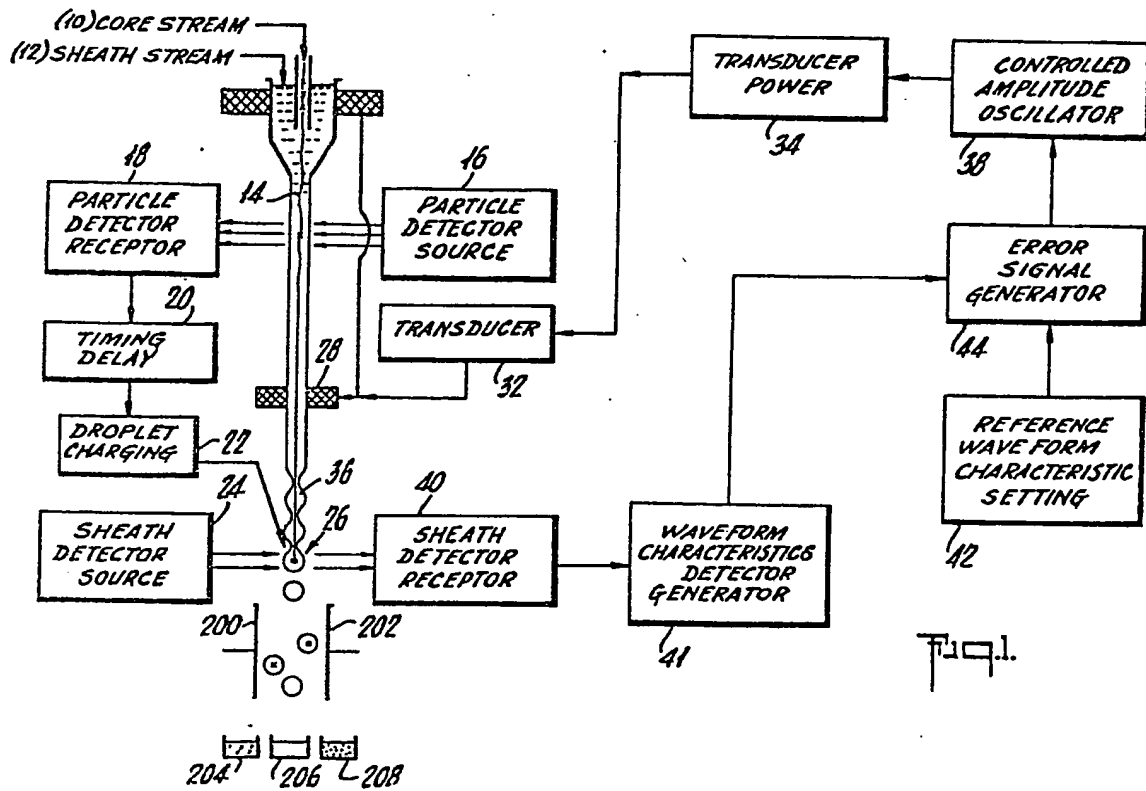 (10) CORE STREAM
(12) SHEATH STREAM
TRANSDUCER
POWER
34
CONTROLLED
AMPLITUDE
OSCILLATOR
38
18
PARTICLE
DETECTOR
RECEPTOR
14
16
PARTICLE
DETECTOR
SOURCE
ERROR
SIGNAL
GENERATOR
44
20
TIMING
DELAY
TRANSDUCER
32
28
DROPLET
CHARGING
22
REFERENCE
WAVE FORM
CHARACTERISTIC
SETTING
42
24
SHEATH
DETECTOR
SOURCE
36
26
40
SHEATH
DETECTOR
RECEPTOR
WAVEFORM
CHARACTERISTICS
DETECTOR
GENERATOR
41
200
202
204
206
208
Fig.1.